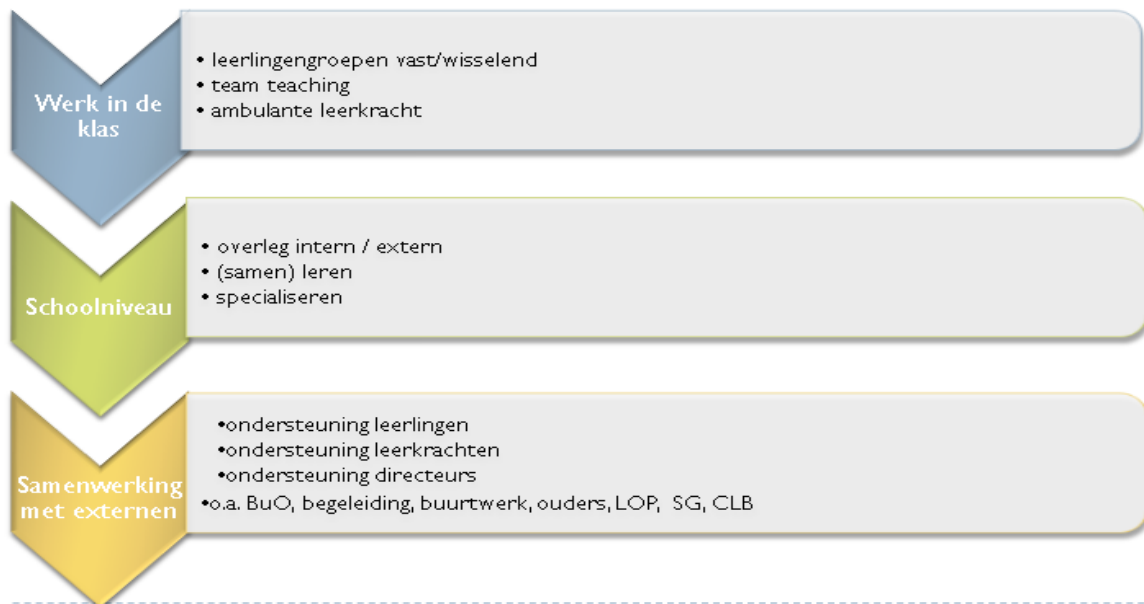 Werk in de
klas
• leerlingengroepen vast/wisselend
• team teaching
• ambulante leerkracht
Schoolniveau
• overleg intern / extern
• (samen) leren
• specialiseren
Samenwerking
met externen
•ondersteuning leerlingen
•ondersteuning leerkrachten
•ondersteuning directeurs
•o.a. BuO, begeleiding, buurtwerk, ouders, LOP, SG, CLB